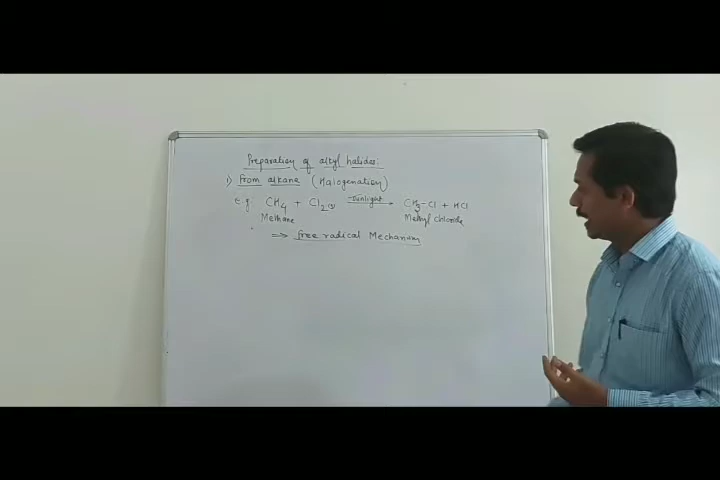 Preparation of alkyl halides:
1) From alkane (Halogenation)
e.g: CH4 + Cl2(g) Sunlight → CH3-Cl + HCl
Methane Methyl chloride
⇒ free radical Mechanism